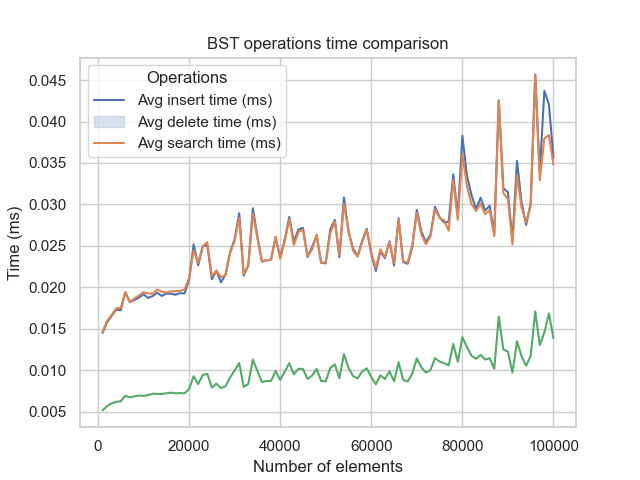 BST operations time comparison
Operations
Avg insert time (ms)
Avg delete time (ms)
Avg search time (ms)
0.045
0.040
0.035
0.030
0.025
0.020
0.015
0.010
0.005
Time (ms)
0 20000 40000 60000 80000 100000
Number of elements